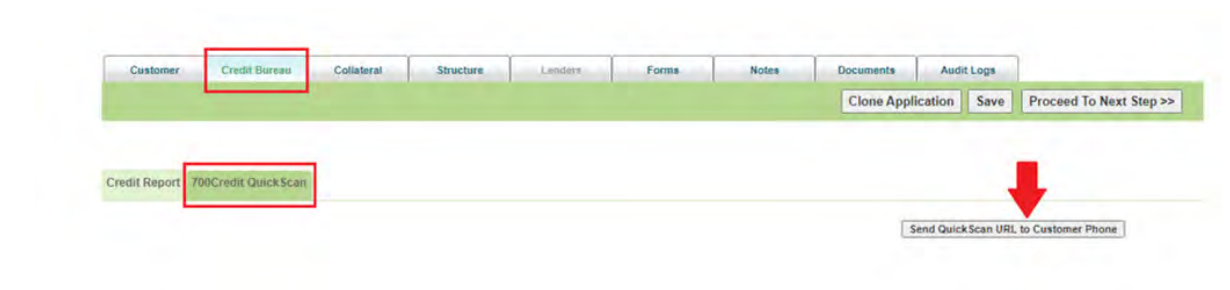 Customer Credit Bureau Collateral Structure Lenders Forms Notes Documents Audit Logs
Clone Application Save Proceed To Next Step >>
Credit Report 700Credit QuickScan
Send QuickScan URL to Customer Phone